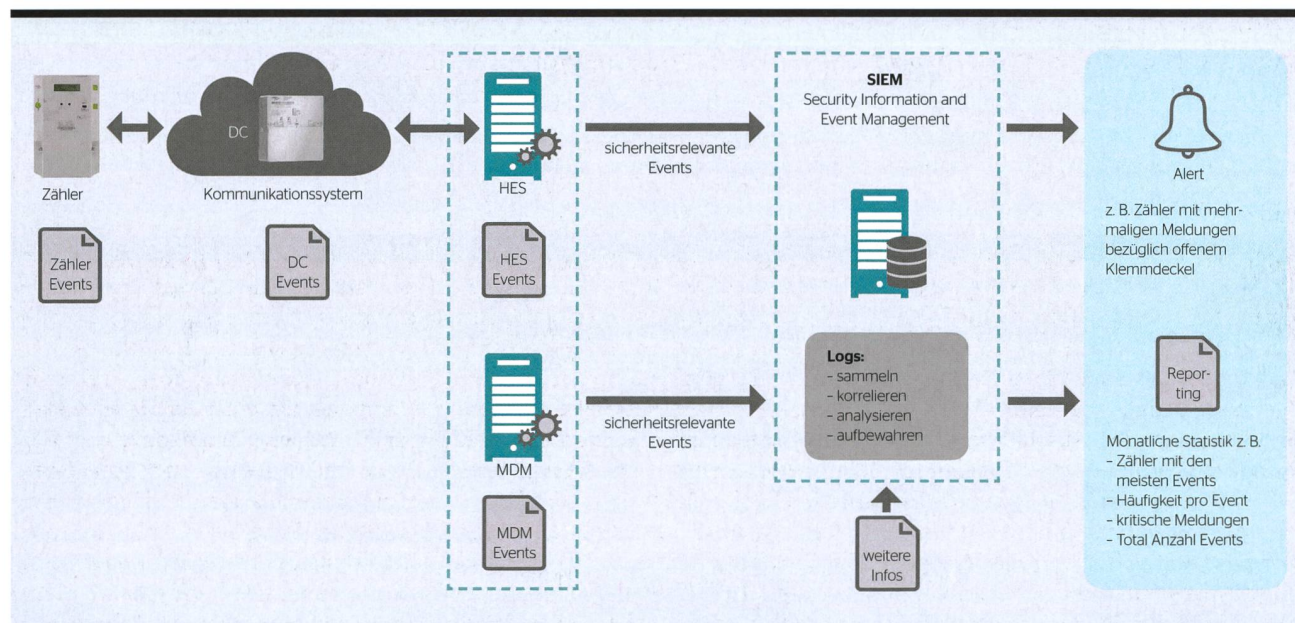 DC
Zähler
Kommunikationssystem
Zähler
Events
DC
Events
HES
HES
Events
sicherheitsrelevante
Events
MDM
MDM
Events
sicherheitsrelevante
Events
SIEM
Security Information and
Event Management
Logs:
– sammeln
– korrelieren
– analysieren
– aufbewahren
weitere
Infos
Alert
z. B. Zähler mit mehr-
maligen Meldungen
bezüglich offenem
Klemmdeckel
Repor-
ting
Monatliche Statistik z. B.
– Zähler mit den
meisten Events
– Häufigkeit pro Event
– kritische Meldungen
– Total Anzahl Events